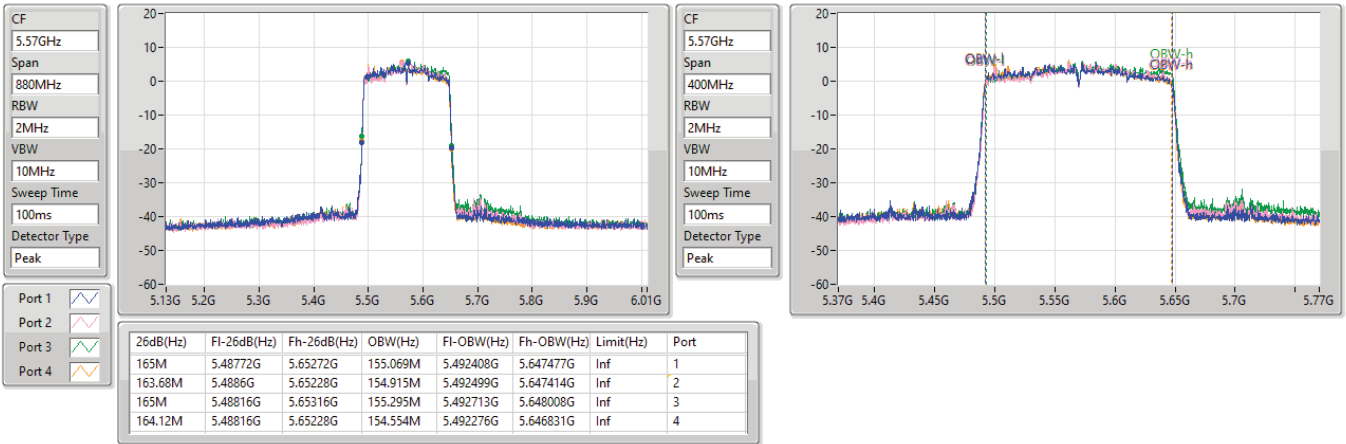 CF
5.57GHz
Span
880MHz
RBW
2MHz
VBW
10MHz
Sweep Time
100ms
Detector Type
Peak
20
10
0
-10
-20
-30
-40
-50
-60
5.13G 5.2G 5.3G 5.4G 5.5G 5.6G 5.7G 5.8G 5.9G 6.01G
CF
5.57GHz
Span
400MHz
RBW
2MHz
VBW
10MHz
Sweep Time
100ms
Detector Type
Peak
20
10
0
-10
-20
-30
-40
-50
-60
OBW-l
OBW-h
OBW-h
5.37G 5.4G 5.45G 5.5G 5.55G 5.6G 5.65G 5.7G 5.77G
Port 1
Port 2
Port 3
Port 4
26dB(Hz) Fl-26dB(Hz) Fh-26dB(Hz) OBW(Hz) Fl-OBW(Hz) Fh-OBW(Hz) Limit(Hz) Port
165M 5.48772G 5.65272G 155.069M 5.492408G 5.647477G Inf 1
163.68M 5.4886G 5.65228G 154.915M 5.492499G 5.647414G Inf 2
165M 5.48816G 5.65316G 155.295M 5.492713G 5.648008G Inf 3
164.12M 5.48816G 5.65228G 154.554M 5.492276G 5.646831G Inf 4